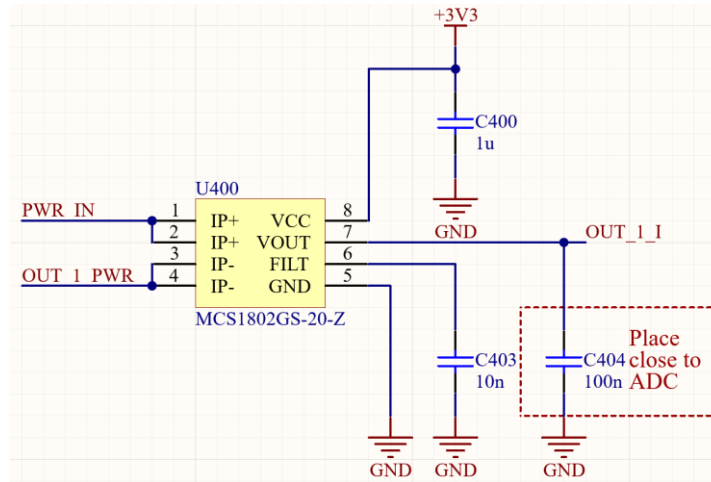 +3V3
C400
1u
GND
U400
PWR_IN
1 IP+ VCC 8
2 IP+ VOUT 7
OUT_1_I
3 IP- FILT 6
OUT_1_PWR
4 IP- GND 5
MCS1802GS-20-Z
C403
10n
C404
100n
Place
close to
ADC
GND
GND
GND